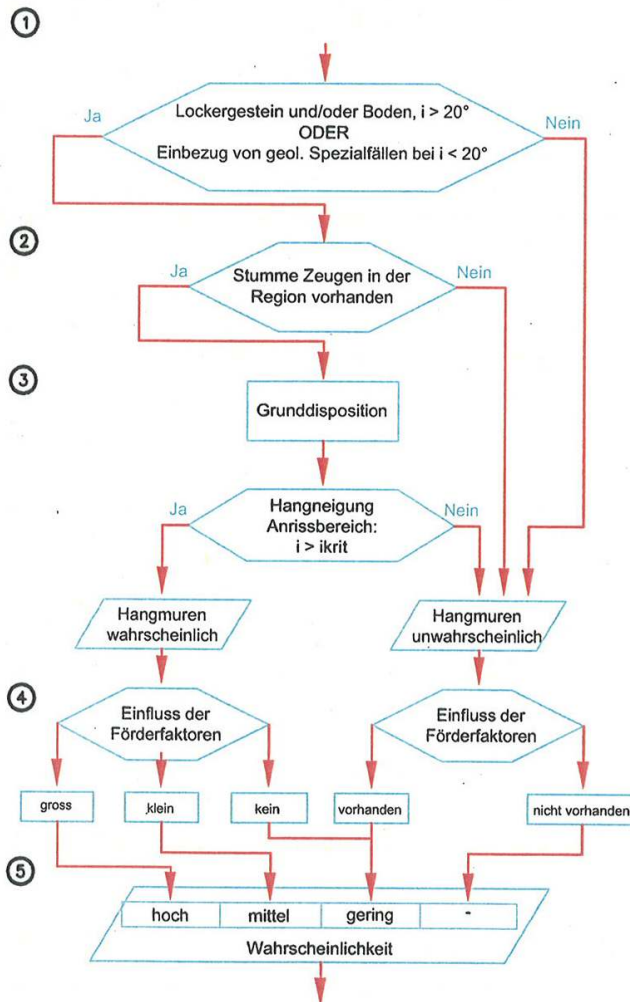 1
Ja
Lockergestein und/oder Boden, i > 20°
ODER
Einbezug von geol. Spezialfällen bei i < 20°
Nein
2
Ja
Stumme Zeugen in der
Region vorhanden
Nein
3
Grunddisposition
Ja
Hangneigung
Anrissbereich:
i > ikrit
Nein
Hangmuren
wahrscheinlich
Hangmuren
unwahrscheinlich
4
Einfluss der
Förderfaktoren
Einfluss der
Förderfaktoren
gross
klein
kein
vorhanden
nicht vorhanden
5
hoch
mittel
gering
-
Wahrscheinlichkeit